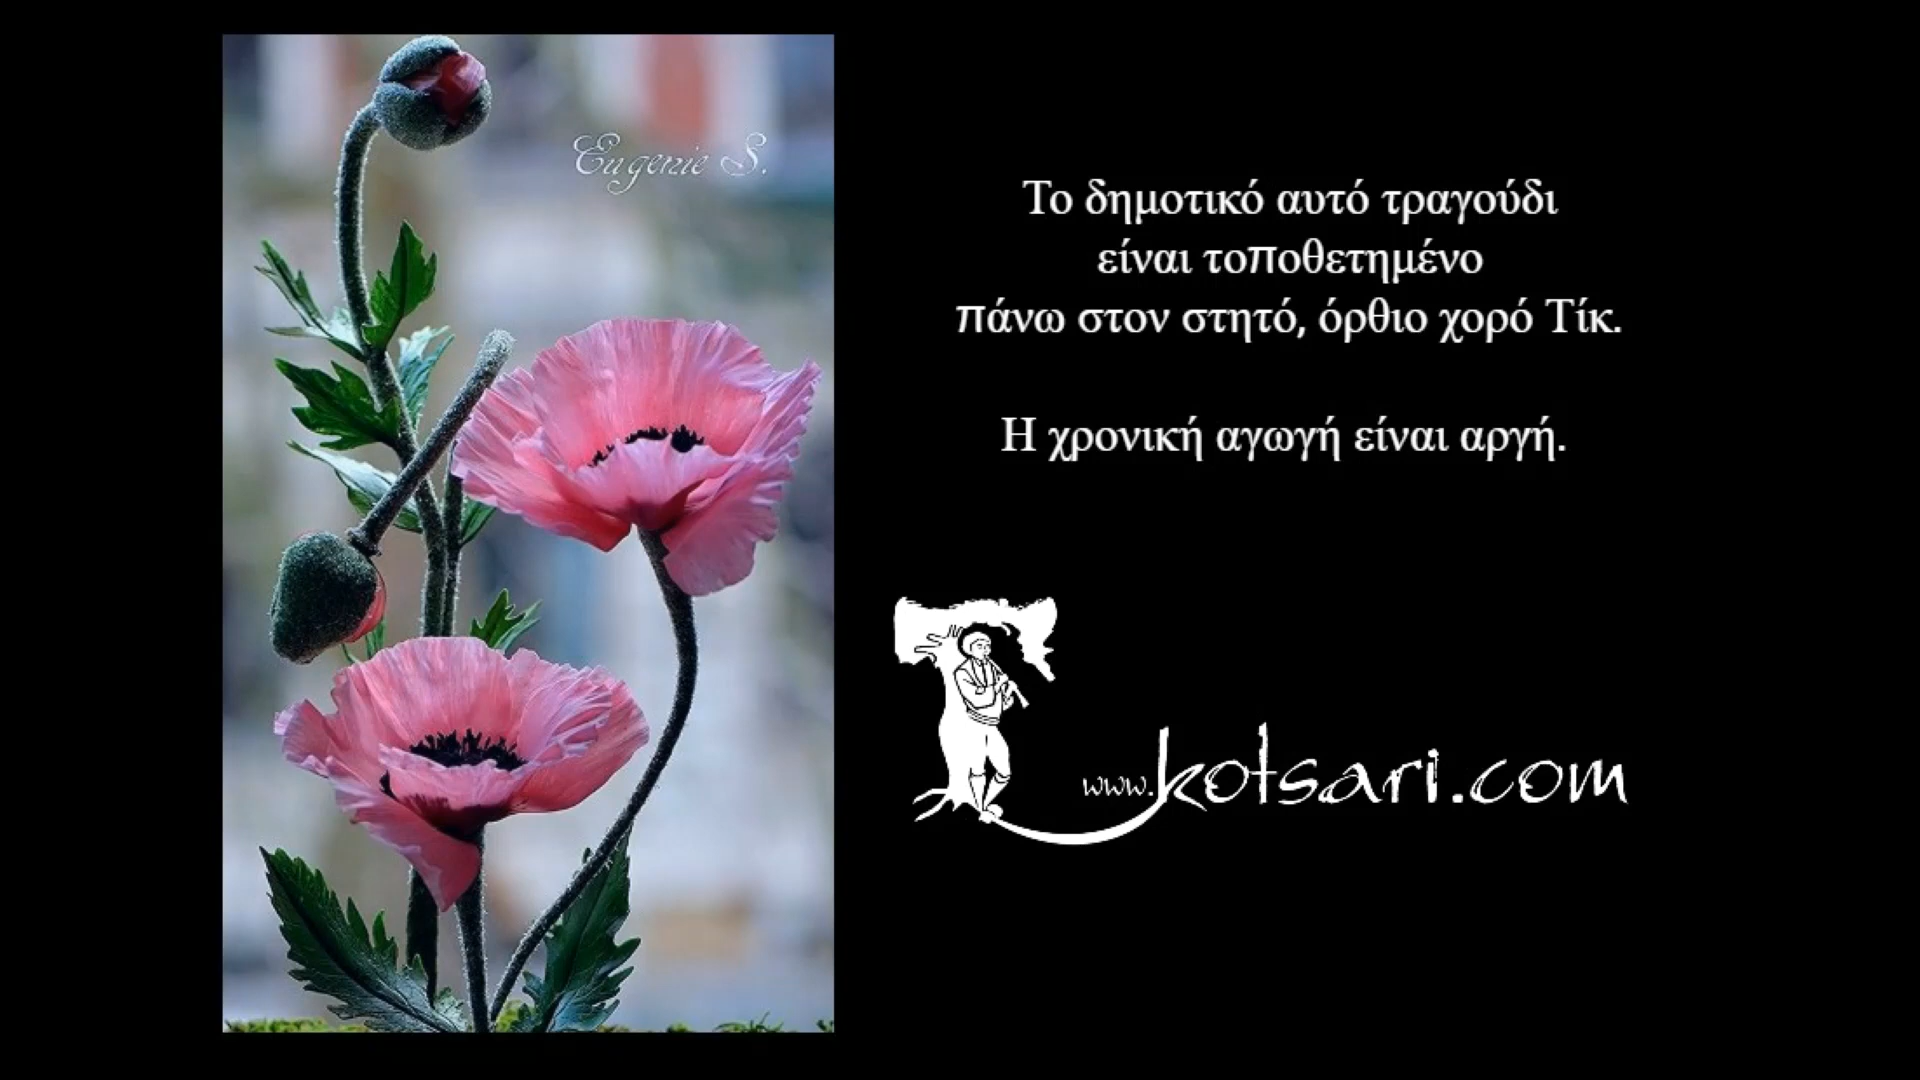 Eugenie S.
Το δημοτικό αυτό τραγούδι
είναι τοποθετημένο
πάνω στον στητό, όρθιο χορό Τίκ.
Η χρονική αγωγή είναι αργή.
www.kotsari.com